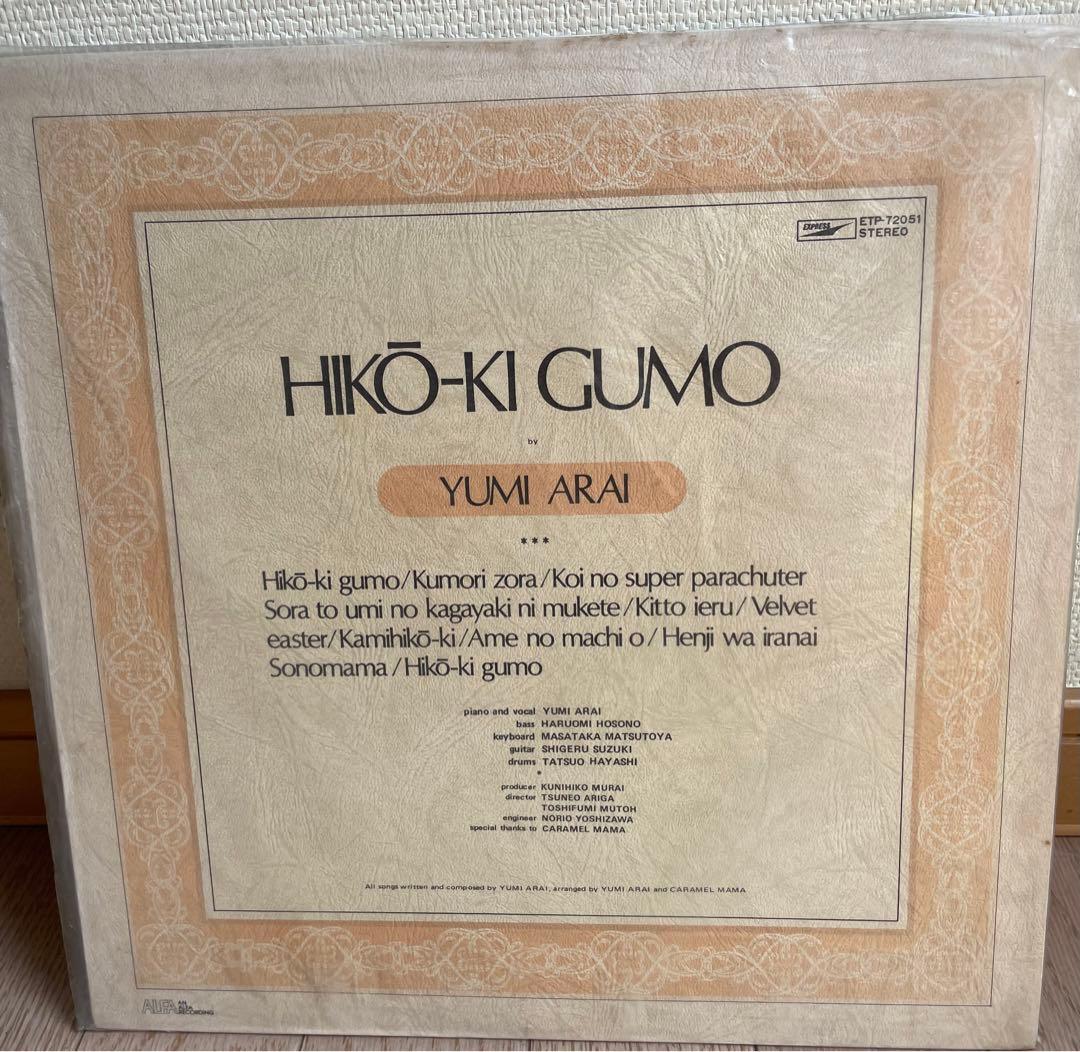 EXPRESS ETP-72051
STEREO
HIKŌ-KI GUMO
by
YUMI ARAI
***
Hikō-ki gumo/Kumori zora/Koi no super parachuter
Sora to umi no kagayaki ni mukete/Kitto ieru/Velvet
easter/Kamihikō-ki/Ame no machi o/Henji wa iranai
Sonomama/Hikō-ki gumo
piano and vocal YUMI ARAI
bass HARUOMI HOSONO
keyboard MASATAKA MATSUTOYA
guitar SHIGERU SUZUKI
drums TATSUO HAYASHI
*
producer KUNIHIKO MURAI
director TSUNEO ARIGA
TOSHIFUMI MUTOH
engineer NORIO YOSHIZAWA
special thanks to CARAMEL MAMA
All songs written and composed by YUMI ARAI, arranged by YUMI ARAI and CARAMEL MAMA
ALFA AN
ALFA
RECORDING